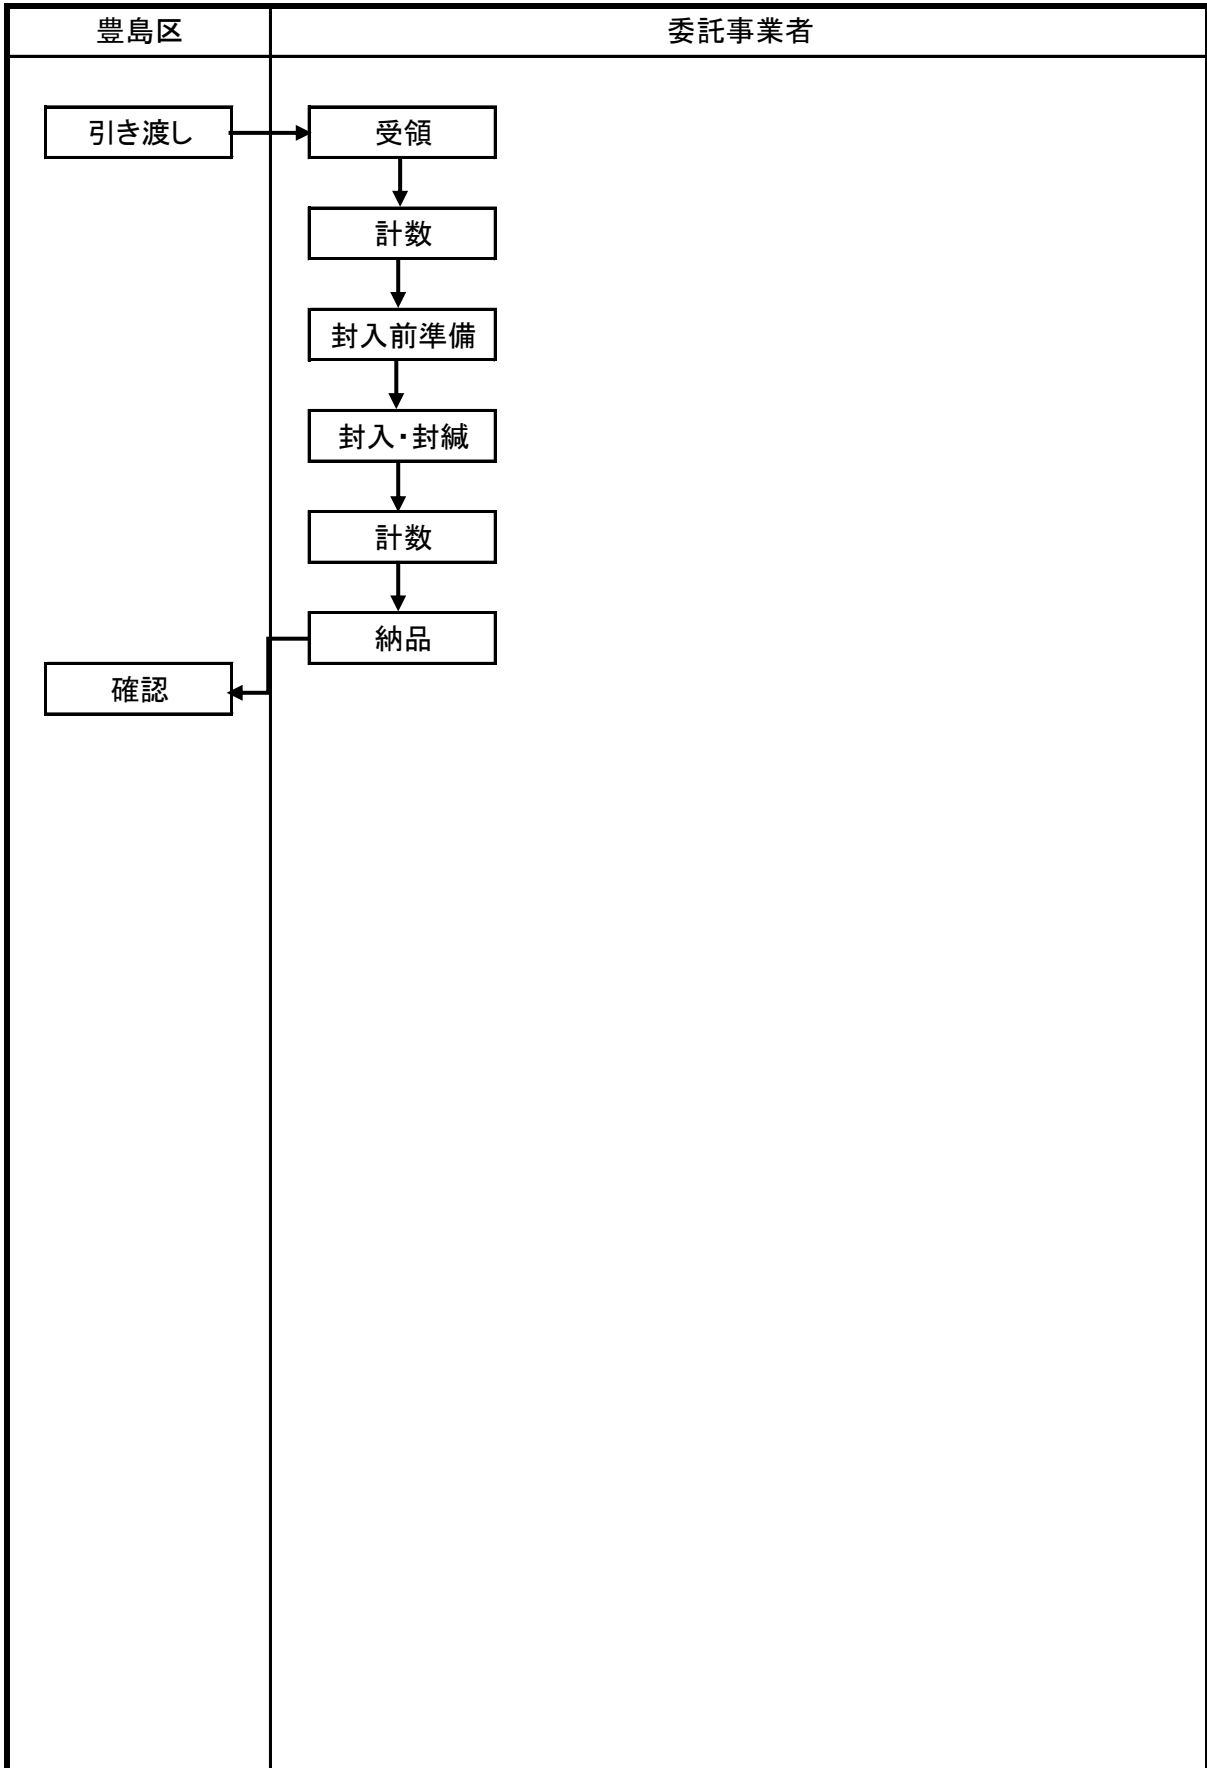 豊島区
委託事業者
引き渡し
受領
計数
封入前準備
封入・封緘
計数
納品
確認